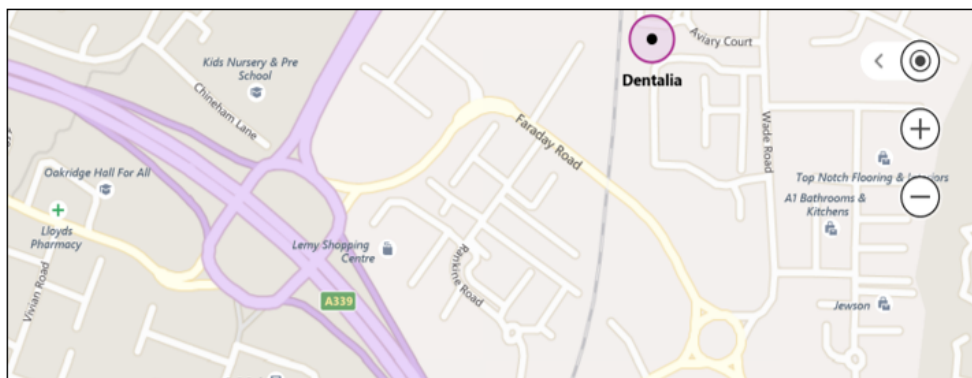 Kids Nursery & Pre
School
Chineham Lane
Aviary Court
Dentalia
Faraday Road
Wade Road
Oakridge Hall For All
Top Notch Flooring & Interiors
A1 Bathrooms &
Kitchens
Lloyds
Pharmacy
Lemy Shopping
Centre
Rankine Road
Vivian Road
A339
Jewson